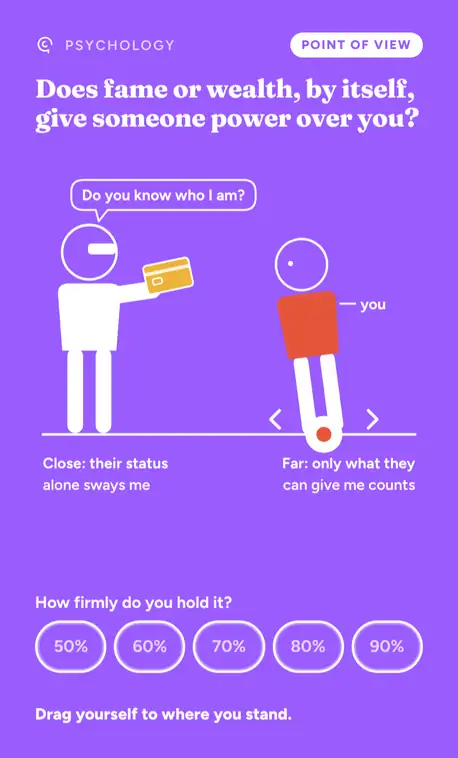 PSYCHOLOGY
POINT OF VIEW
Does fame or wealth, by itself,
give someone power over you?
Do you know who I am?
you
Close: their status
alone sways me
Far: only what they
can give me counts
How firmly do you hold it?
50% 60% 70% 80% 90%
Drag yourself to where you stand.